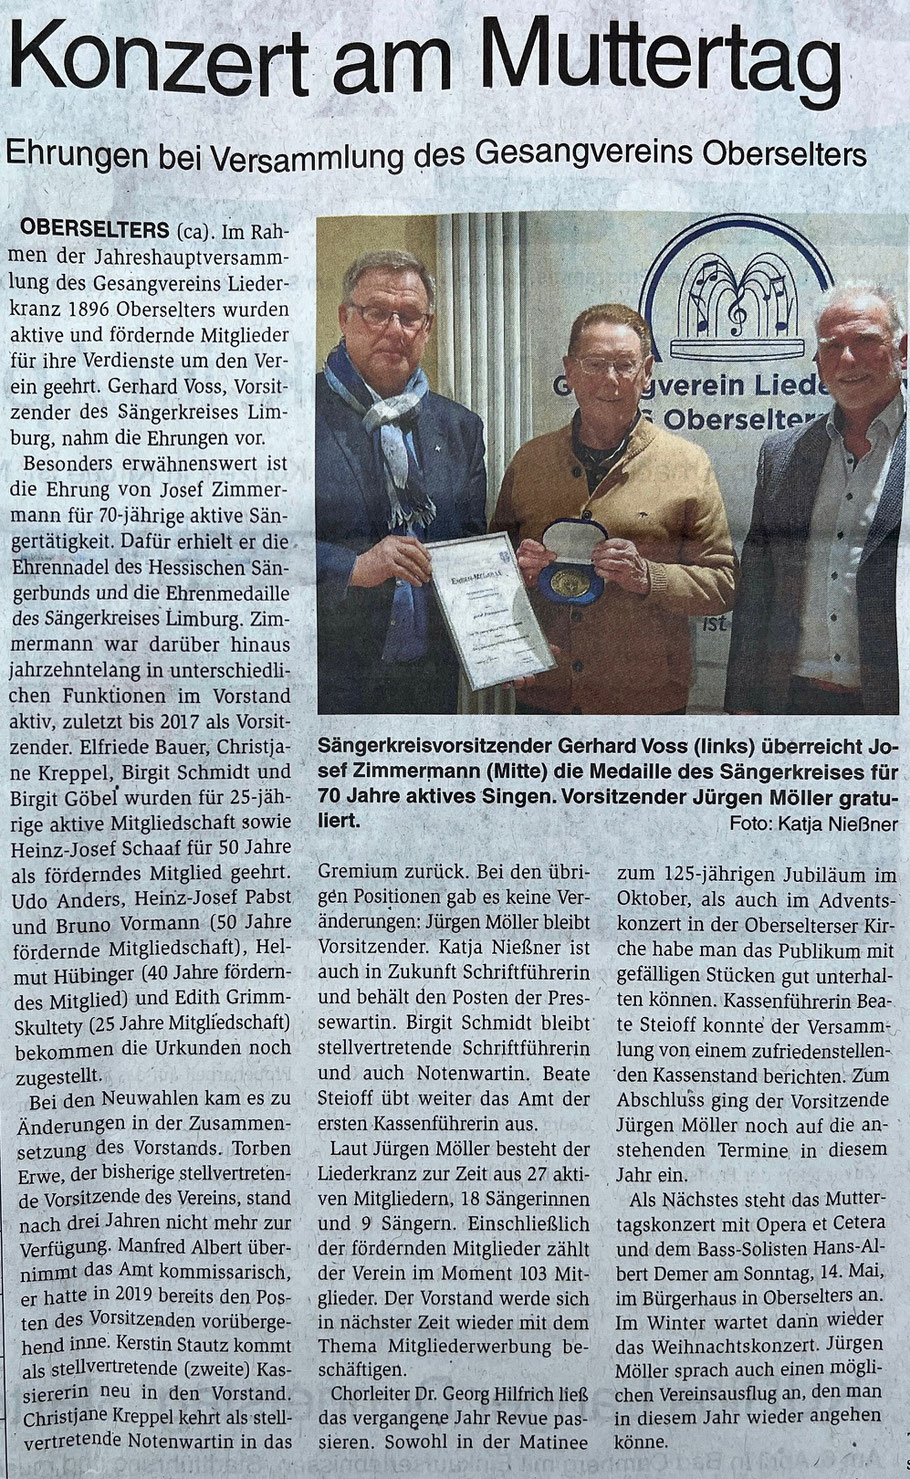 Konzert am Muttertag
Ehrungen bei Versammlung des Gesangvereins Oberselters
OBERSELTERS (ca). Im Rah-
men der Jahreshauptversamm-
lung des Gesangvereins Lieder-
kranz 1896 Oberselters wurden
aktive und fördernde Mitglieder
für ihre Verdienste um den Ver-
ein geehrt. Gerhard Voss, Vorsit-
zender des Sängerkreises Lim-
burg, nahm die Ehrungen vor.
Besonders erwähnenswert ist
die Ehrung von Josef Zimmer-
mann für 70-jährige aktive Sän-
gertätigkeit. Dafür erhielt er die
Ehrennadel des Hessischen Sän-
gerbunds und die Ehrenmedaille
des Sängerkreises Limburg. Zim-
mermann war darüber hinaus
jahrzehntelang in unterschiedli-
chen Funktionen im Vorstand
aktiv, zuletzt bis 2017 als Vorsit-
zender. Elfriede Bauer, Christja-
ne Kreppel, Birgit Schmidt und
Birgit Göbel wurden für 25-jäh-
rige aktive Mitgliedschaft sowie
Heinz-Josef Schaaf für 50 Jahre
als förderndes Mitglied geehrt.
Udo Anders, Heinz-Josef Pabst
und Bruno Vormann (50 Jahre
fördernde Mitgliedschaft), Hel-
mut Hübinger (40 Jahre fördern-
des Mitglied) und Edith Grimm-
Skultety (25 Jahre Mitgliedschaft)
bekommen die Urkunden noch
zugestellt.
Bei den Neuwahlen kam es zu
Änderungen in der Zusammen-
setzung des Vorstands. Torben
Erwe, der bisherige stellvertreten-
de Vorsitzende des Vereins, stand
nach drei Jahren nicht mehr zur
Verfügung. Manfred Albert über-
nimmt das Amt kommissarisch,
er hatte in 2019 bereits den Pos-
ten des Vorsitzenden vorüberge-
hend inne. Kerstin Stautz kommt
als stellvertretende (zweite) Kas-
siererin neu in den Vorstand.
Christjane Kreppel kehrt als stell-
vertretende Notenwartin in das
Gesangverein Liede
6 Oberselter
ist
EHREN-MEDAILLE
Sängerkreisvorsitzender Gerhard Voss (links) überreicht Jo-
sef Zimmermann (Mitte) die Medaille des Sängerkreises für
70 Jahre aktives Singen. Vorsitzender Jürgen Möller gratu-
liert. Foto: Katja Nießner
Gremium zurück. Bei den übri-
gen Positionen gab es keine Ver-
änderungen: Jürgen Möller bleibt
Vorsitzender. Katja Nießner ist
auch in Zukunft Schriftführerin
und behält den Posten der Pres-
sewartin. Birgit Schmidt bleibt
stellvertretende Schriftführerin
und auch Notenwartin. Beate
Steioff übt weiter das Amt der
ersten Kassenführerin aus.
Laut Jürgen Möller besteht der
Liederkranz zur Zeit aus 27 akti-
ven Mitgliedern, 18 Sängerinnen
und 9 Sängern. Einschließlich
der fördernden Mitglieder zählt
der Verein im Moment 103 Mit-
glieder. Der Vorstand werde sich
in nächster Zeit wieder mit dem
Thema Mitgliederwerbung be-
schäftigen.
Chorleiter Dr. Georg Hilfrich ließ
das vergangene Jahr Revue pas-
sieren. Sowohl in der Matinee
zum 125-jährigen Jubiläum im
Oktober, als auch im Advents-
konzert in der Oberselterser Kir-
che habe man das Publikum mit
gefälligen Stücken gut unterhal-
ten können. Kassenführerin Bea-
te Steioff konnte der Versamm-
lung von einem zufriedenstellen-
den Kassenstand berichten. Zum
Abschluss ging der Vorsitzende
Jürgen Möller noch auf die an-
stehenden Termine in diesem
Jahr ein.
Als Nächstes steht das Mutter-
tagskonzert mit Opera et Cetera
und dem Bass-Solisten Hans-Al-
bert Demer am Sonntag, 14. Mai,
im Bürgerhaus in Oberselters an.
Im Winter wartet dann wieder
das Weihnachtskonzert. Jürgen
Möller sprach auch einen mögli-
chen Vereinsausflug an, den man
in diesem Jahr wieder angehen
könne.